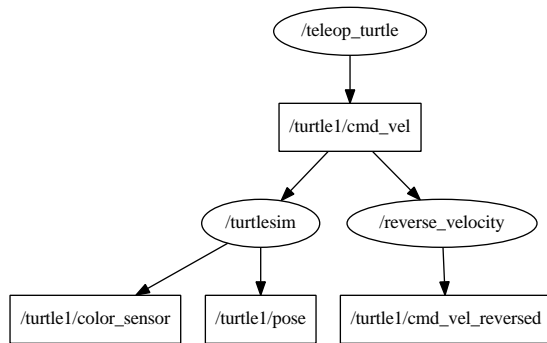 /teleop_turtle
/turtle1/cmd_vel
/turtlesim
/reverse_velocity
/turtle1/color_sensor
/turtle1/pose
/turtle1/cmd_vel_reversed